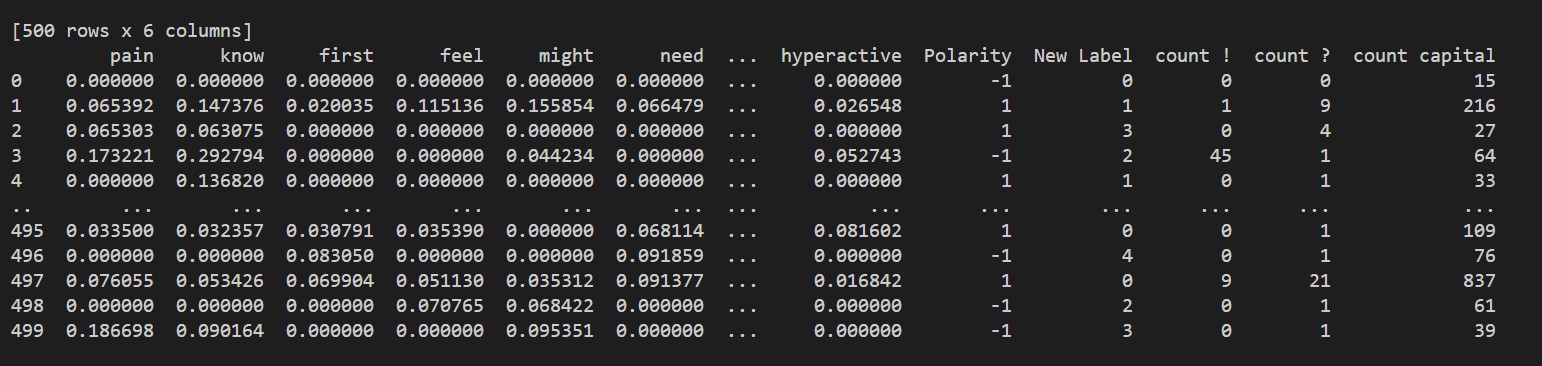 [500 rows x 6 columns]
pain know first feel might need ... hyperactive Polarity New Label count ! count ? count capital
0 0.000000 0.000000 0.000000 0.000000 0.000000 0.000000 ... 0.000000 -1 0 0 0 15
1 0.065392 0.147376 0.020035 0.115136 0.155854 0.066479 ... 0.026548 1 1 1 9 216
2 0.065303 0.063075 0.000000 0.000000 0.000000 0.000000 ... 0.000000 1 3 0 4 27
3 0.173221 0.292794 0.000000 0.000000 0.044234 0.000000 ... 0.052743 -1 2 45 1 64
4 0.000000 0.136820 0.000000 0.000000 0.000000 0.000000 ... 0.000000 1 1 0 1 33
.. ... ... ... ... ... ... ... ... ... ... ... ... ...
495 0.033500 0.032357 0.030791 0.035390 0.000000 0.068114 ... 0.081602 1 0 0 1 109
496 0.000000 0.000000 0.083050 0.000000 0.000000 0.091859 ... 0.000000 -1 4 0 1 76
497 0.076055 0.053426 0.069904 0.051130 0.035312 0.091377 ... 0.016842 1 0 9 21 837
498 0.000000 0.000000 0.000000 0.070765 0.068422 0.000000 ... 0.000000 -1 2 0 1 61
499 0.186698 0.090164 0.000000 0.000000 0.095351 0.000000 ... 0.000000 -1 3 0 1 39